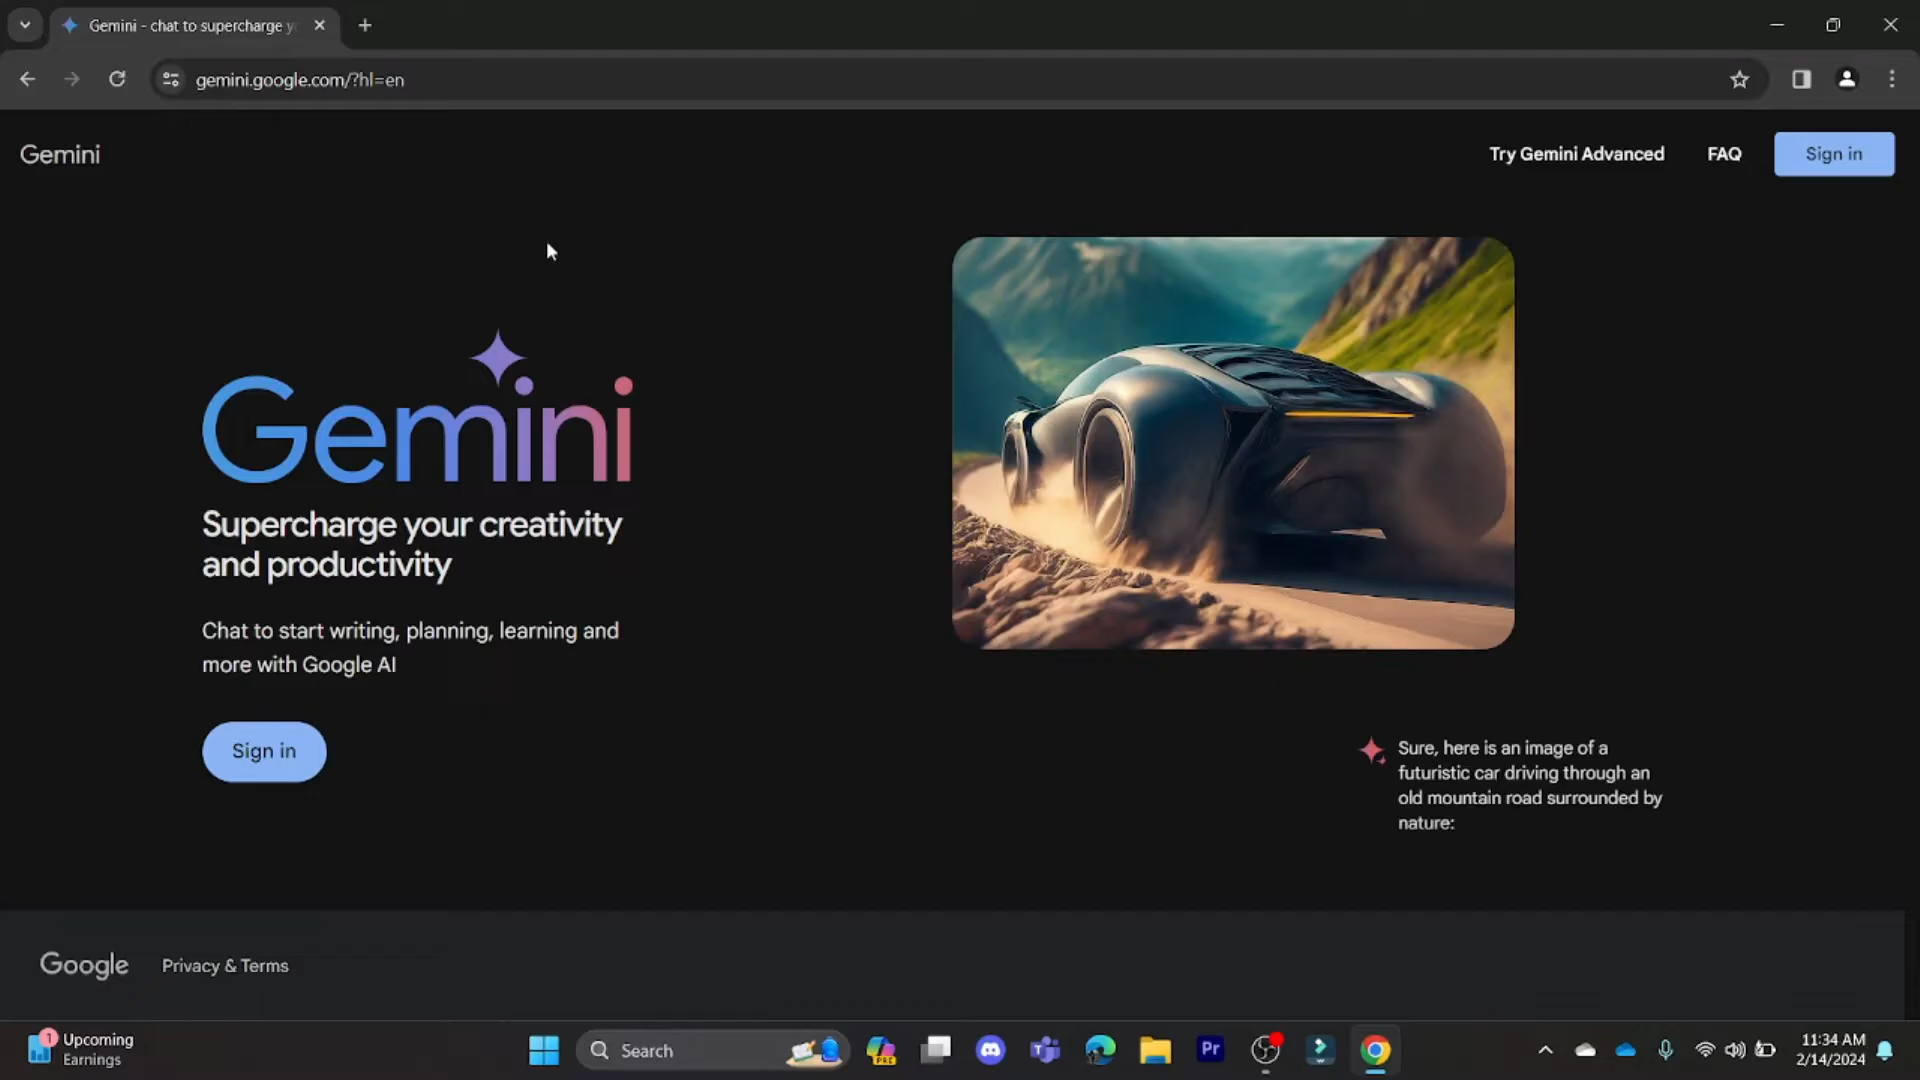 Gemini - chat to supercharge y
gemini.google.com/?hl=en
Gemini
Try Gemini Advanced
FAQ
Sign in
Gemini
Supercharge your creativity
and productivity
Chat to start writing, planning, learning and
more with Google AI
Sign in
Sure, here is an image of a
futuristic car driving through an
old mountain road surrounded by
nature:
Google
Privacy & Terms
1
Upcoming
Earnings
Search
PRE
Pr
11:34 AM
2/14/2024